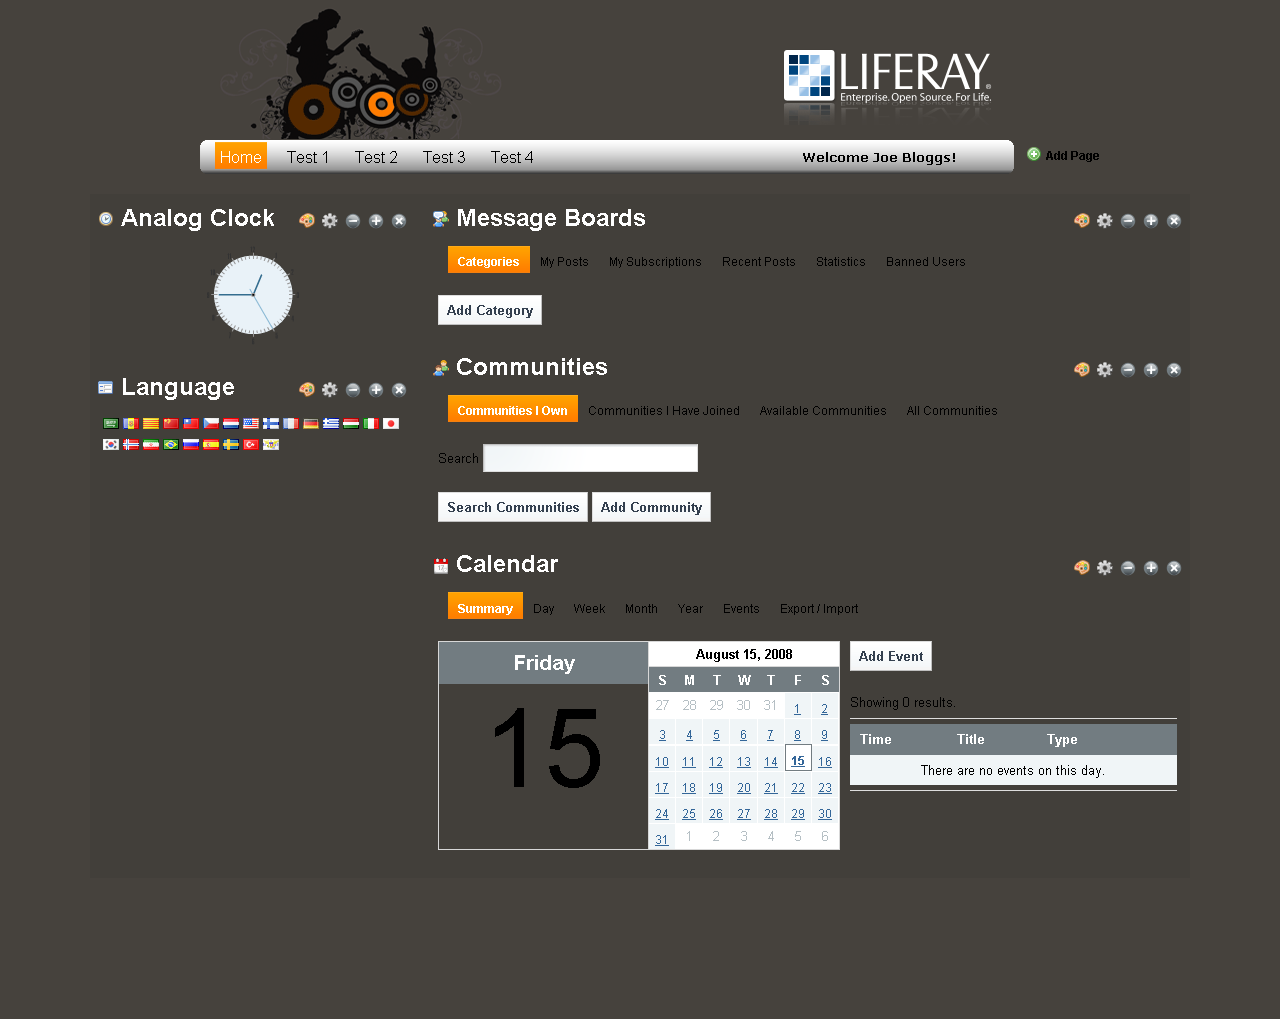 LIFERAY.
Enterprise. Open Source. For Life.
Home Test 1 Test 2 Test 3 Test 4 Welcome Joe Bloggs! Add Page
Analog Clock
Language
Message Boards
Categories My Posts My Subscriptions Recent Posts Statistics Banned Users
Add Category
Communities
Communities I Own Communities I Have Joined Available Communities All Communities
Search
Search Communities Add Community
Calendar
Summary Day Week Month Year Events Export / Import
Friday
15
August 15, 2008
S M T W T F S
27 28 29 30 31 1 2
3 4 5 6 7 8 9
10 11 12 13 14 15 16
17 18 19 20 21 22 23
24 25 26 27 28 29 30
31 1 2 3 4 5 6
Add Event
Showing 0 results.
Time Title Type
There are no events on this day.